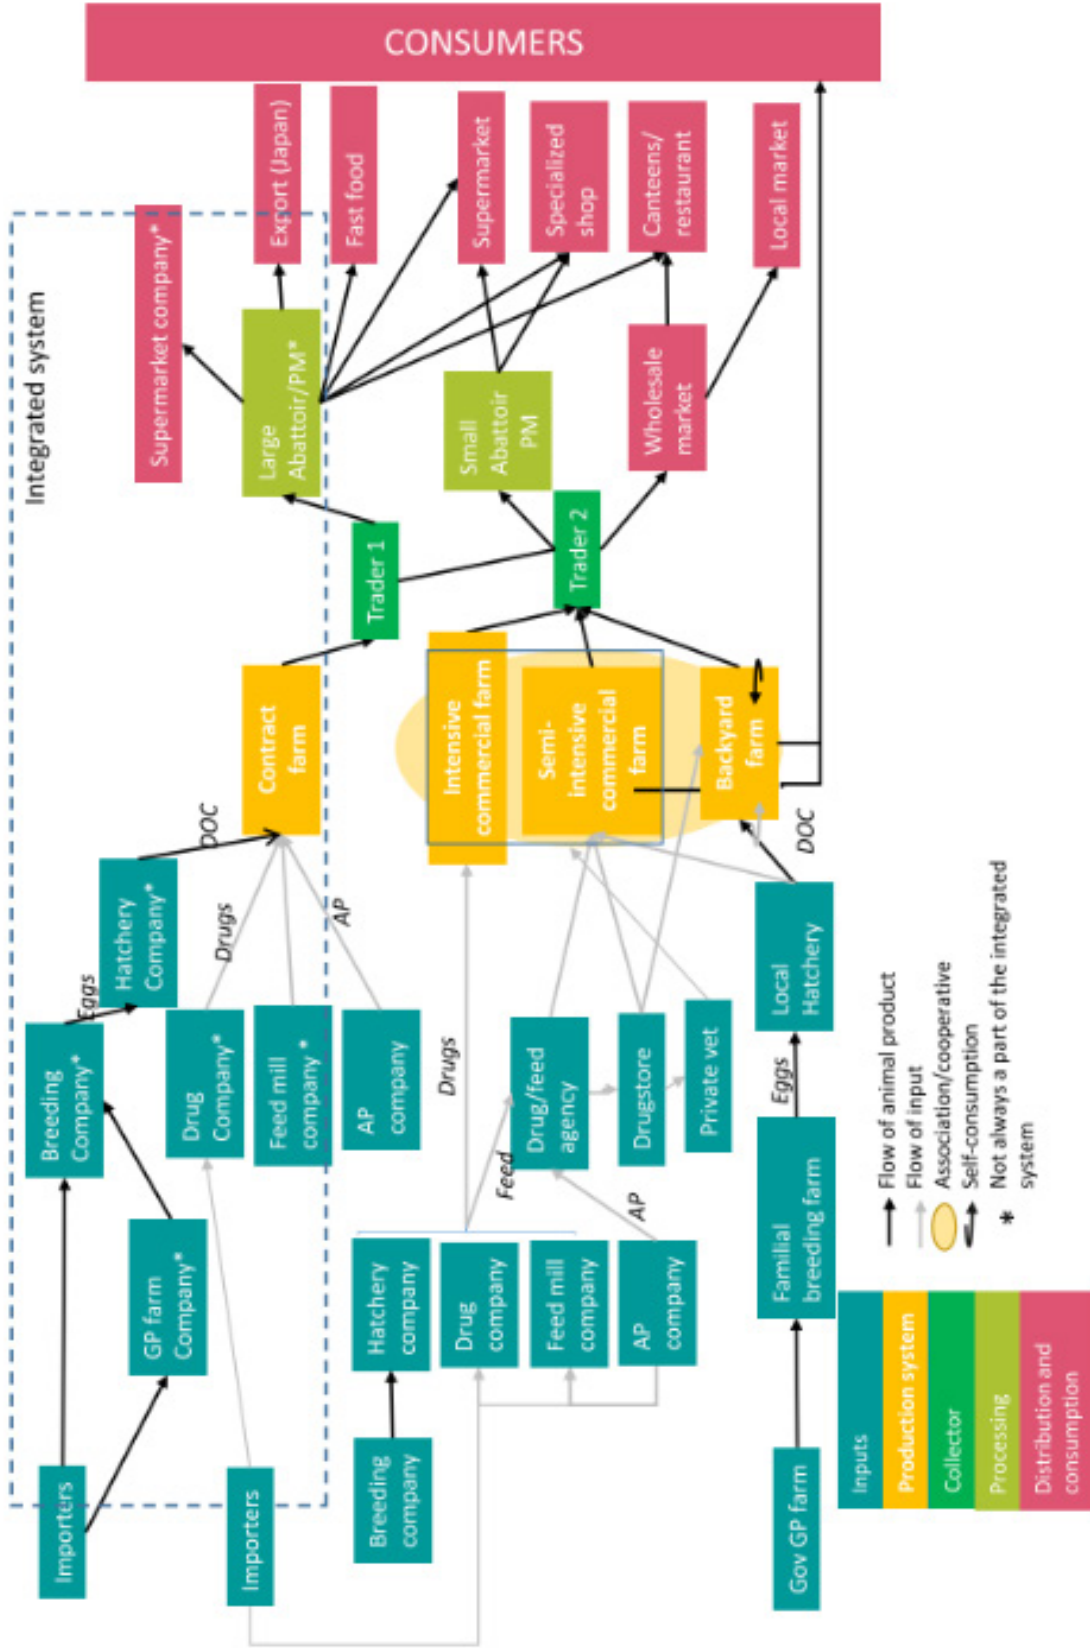 Integrated system
Importers
GP farm
Company*
Breeding
Company*
Eggs
Hatchery
Company*
DOC
Importers
Drug
Company*
Drugs
Feed mill
company *
AP
company
AP
Contract
farm
Trader 1
Large
Abattoir/PM*
Supermarket company*
Export (Japan)
Fast food
CONSUMERS
Breeding
company
Hatchery
company
Drug
company
Feed mill
company
AP
company
Drugs
Feed
AP
Drug/feed
agency
Drugstore
Private vet
Intensive
commercial farm
Semi-
intensive
commercial
farm
Backyard
farm
Trader 2
Small
Abattoir
PM
Wholesale
market
Supermarket
Specialized
shop
Canteens/
restaurant
Local market
Gov GP farm
Familial
breeding farm
Eggs
Local
Hatchery
DOC
Inputs
Production system
Collector
Processing
Distribution and
consumption
Flow of animal product
Flow of input
Association/cooperative
Self-consumption
* Not always a part of the integrated
system